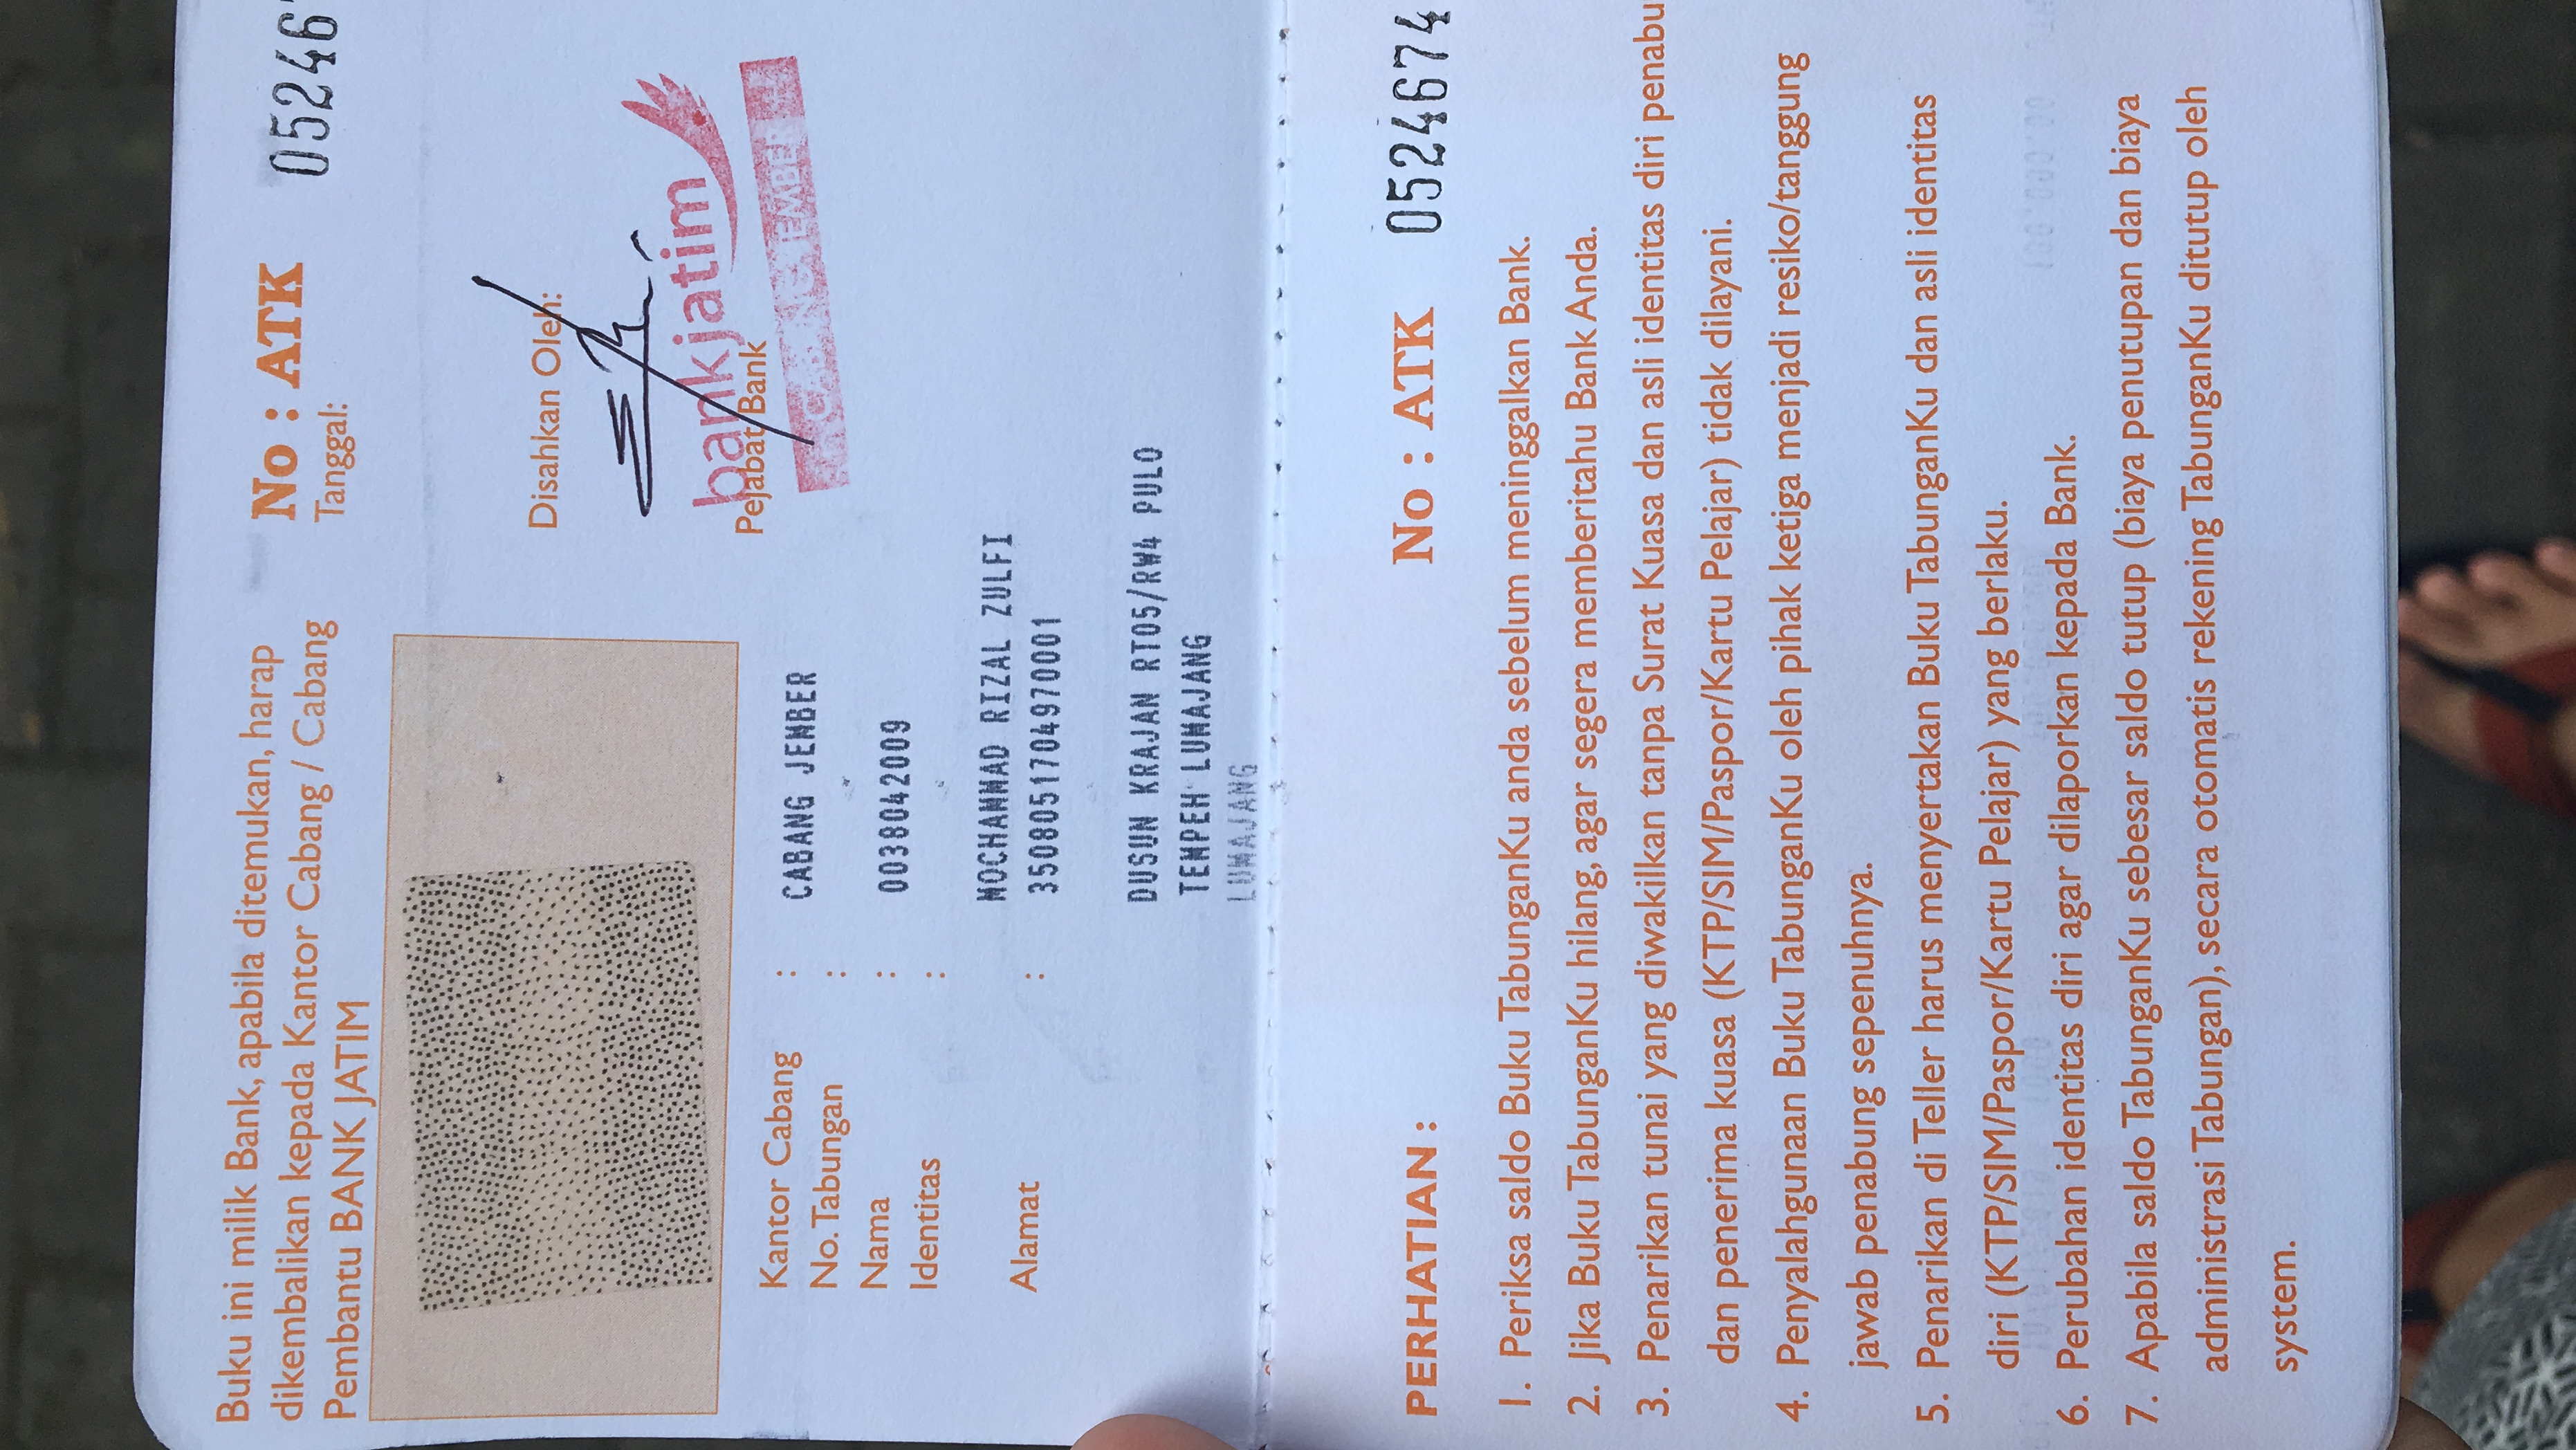 Buku ini milik Bank, apabila ditemukan, harap
dikembalikan kepada Kantor Cabang / Cabang
Pembantu BANK JATIM
No : ATK 05246
Tanggal:
Disahkan Oleh:
bankjatim
Pejabat Bank
CABANG JEMBER
Kantor Cabang : CABANG JEMBER
No. Tabungan :
Nama : 0038042009
Identitas :
MOCHAMMAD RIZAL ZULFI
Alamat : 3508051704970001
DUSUN KRAJAN RT05/RW4 PULO
TEMPEH LUMAJANG
LUMAJANG
PERHATIAN : No : ATK 0524674
1. Periksa saldo Buku TabunganKu anda sebelum meninggalkan Bank.
2. Jika Buku TabunganKu hilang, agar segera memberitahu Bank Anda.
3. Penarikan tunai yang diwakilkan tanpa Surat Kuasa dan asli identitas diri penabu
dan penerima kuasa (KTP/SIM/Paspor/Kartu Pelajar) tidak dilayani.
4. Penyalahgunaan Buku TabunganKu oleh pihak ketiga menjadi resiko/tanggung
jawab penabung sepenuhnya.
5. Penarikan di Teller harus menyertakan Buku TabunganKu dan asli identitas
diri (KTP/SIM/Paspor/Kartu Pelajar) yang berlaku.
6. Perubahan identitas diri agar dilaporkan kepada Bank.
7. Apabila saldo TabunganKu sebesar saldo tutup (biaya penutupan dan biaya
administrasi Tabungan), secara otomatis rekening TabunganKu ditutup oleh
system.